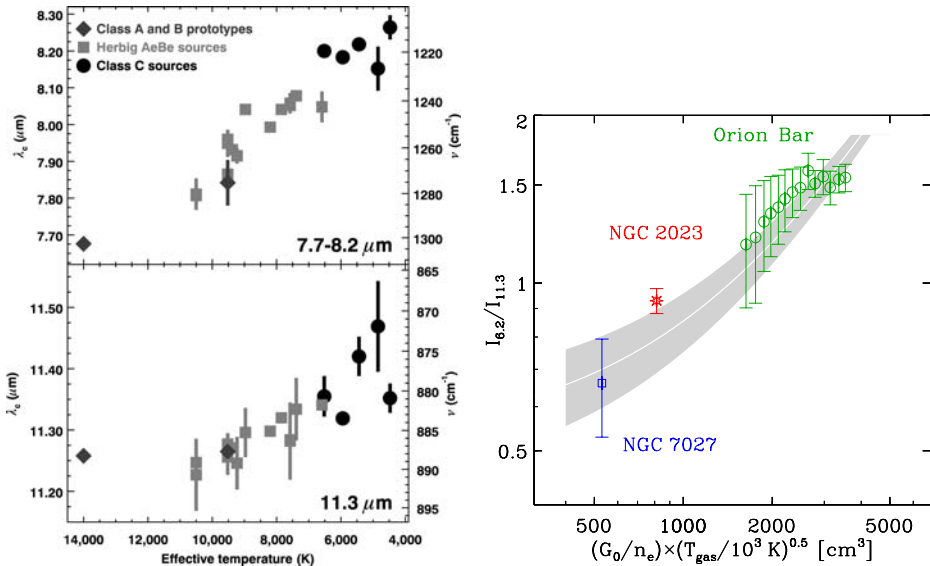 8.30
8.20
8.10
8.00
7.90
7.80
7.70
λc (μm)
Class A and B prototypes
Herbig AeBe sources
Class C sources
7.7-8.2 μm
1220
1240
1260
1280
1300
ν (cm⁻¹)
11.50
11.40
11.30
11.20
λc (μm)
11.3 μm
865
870
875
880
885
890
895
ν (cm⁻¹)
14,000 12,000 10,000 8,000 6,000 4,000
Effective temperature (K)
2
1.5
1
0.5
I6.2/I11.3
Orion Bar
NGC 2023
NGC 7027
500 1000 2000 5000
(G0/ne)×(Tgas/10³ K)^0.5 [cm³]